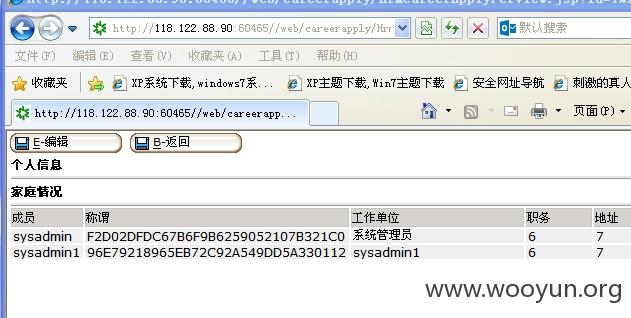 http://118.122.88.90:60465//web/careerapply/HrmCareerApplyPerView.jsp?id=1%
http://118.122.88.90:60465//web/careerapply/Hrr
默认搜索
文件(F) 编辑(E) 查看(V) 收藏夹(A) 工具(T) 帮助(H)
收藏夹 XP系统下载,windows7系... XP主题下载,Win7主题下载 安全网址导航 刺激的真人
http://118.122.88.90:60465//web/careerapp... 页面(P)
E-编辑 B-返回
个人信息
家庭情况
成员 称谓 工作单位 职务 地址
sysadmin F2D02DFDC67B6F9B6259052107B321C0 系统管理员 6 7
sysadmin1 96E79218965EB72C92A549DD5A330112 sysadmin1 6 7
www.wooyun.org